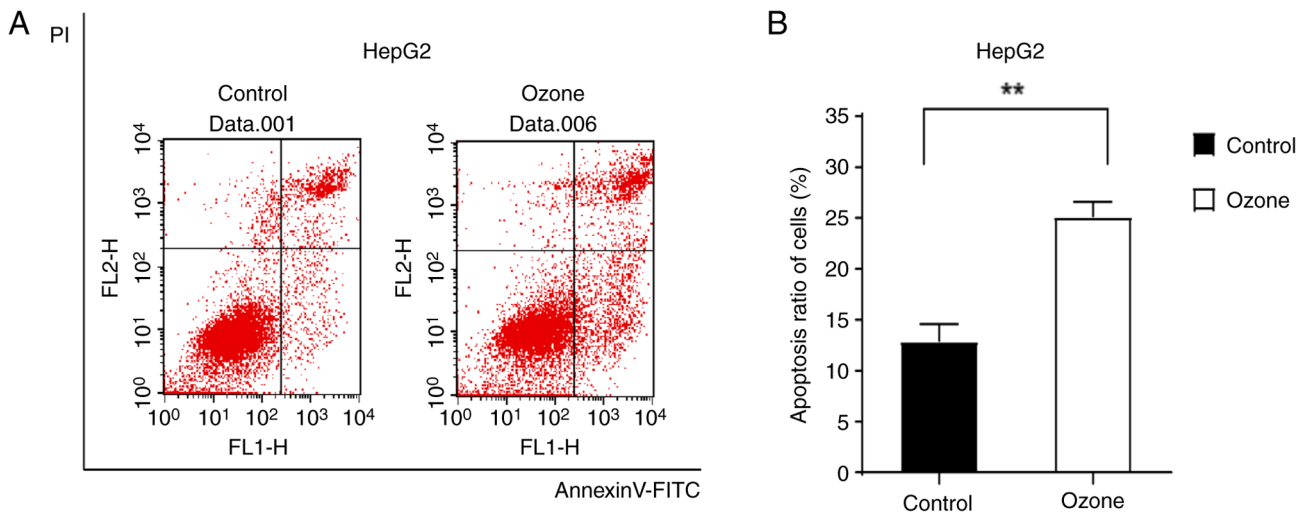 A
PI
HepG2
Control
Data.001
FL2-H
10⁴
10³
10²
10¹
10⁰
10⁰ 10¹ 10² 10³ 10⁴
FL1-H
Ozone
Data.006
FL2-H
10⁴
10³
10²
10¹
10⁰
10⁰ 10¹ 10² 10³ 10⁴
FL1-H
AnnexinV-FITC
B
HepG2
**
Apoptosis ratio of cells (%)
35
30
25
20
15
10
5
0
Control
Ozone
Control
Ozone